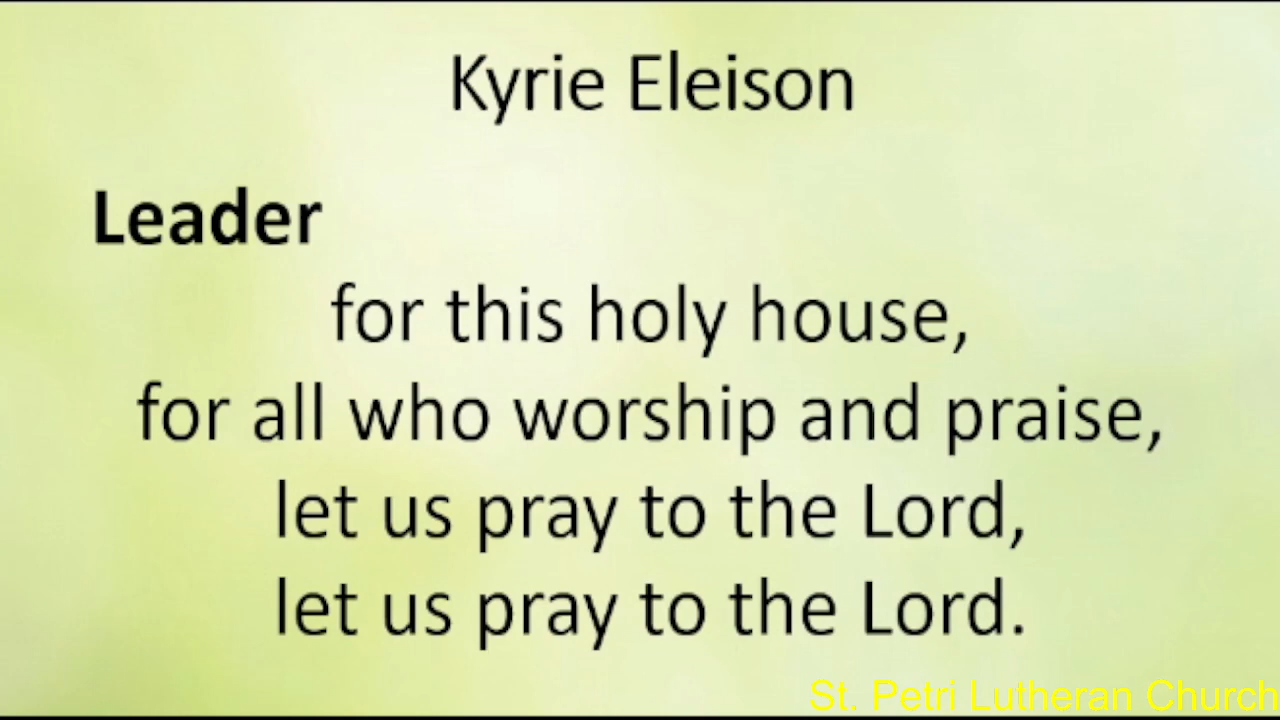 Kyrie Eleison
Leader
for this holy house,
for all who worship and praise,
let us pray to the Lord,
let us pray to the Lord.
St. Petri Lutheran Church